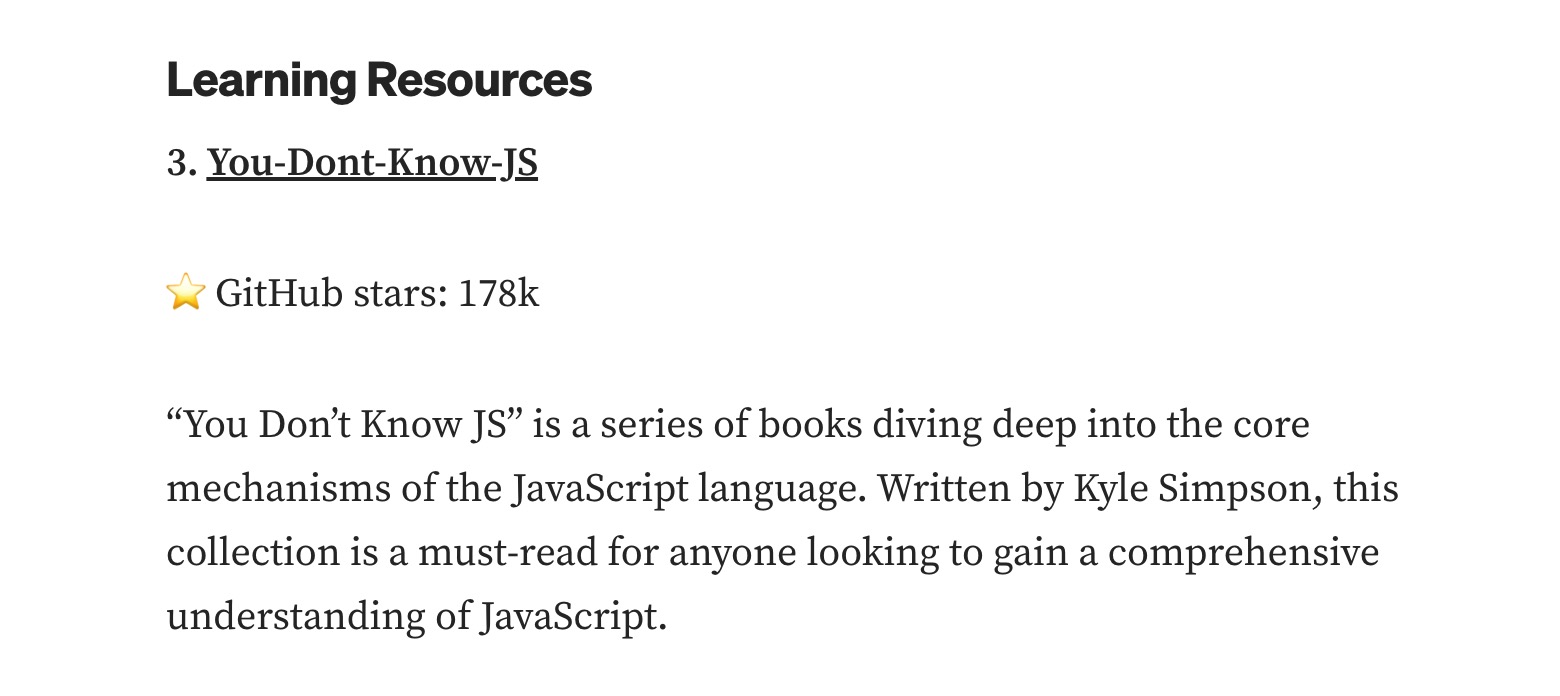 Learning Resources
3. You-Dont-Know-JS
⭐ GitHub stars: 178k
“You Don’t Know JS” is a series of books diving deep into the core
mechanisms of the JavaScript language. Written by Kyle Simpson, this
collection is a must-read for anyone looking to gain a comprehensive
understanding of JavaScript.